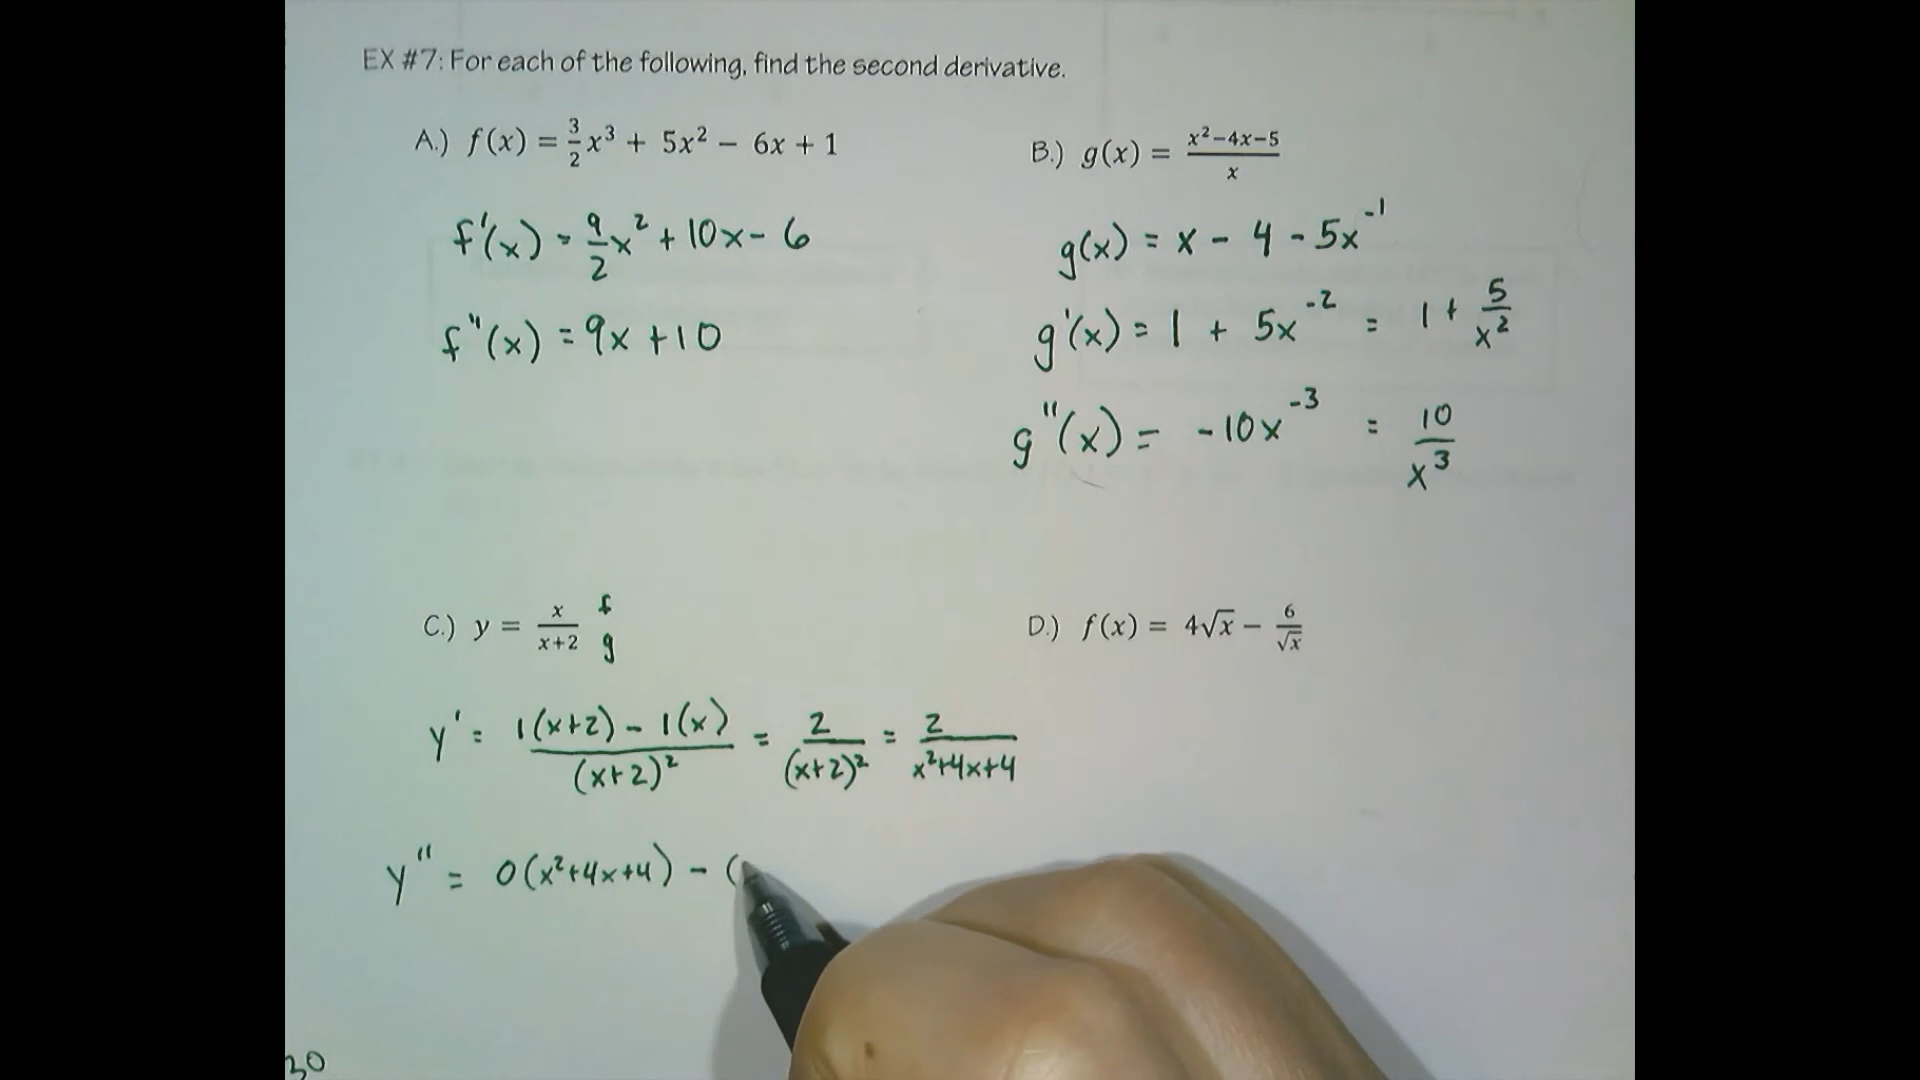 EX #7: For each of the following, find the second derivative.
A.) f(x) = 3/2 x³ + 5x² − 6x + 1
f'(x) = 9/2 x² + 10x − 6
f''(x) = 9x + 10
B.) g(x) = (x²−4x−5)/x
g(x) = x − 4 − 5x⁻¹
g'(x) = 1 + 5x⁻² = 1 + 5/x²
g''(x) = −10x⁻³ = 10/x³
C.) y = x/(x+2) f g
y' = (1(x+2) − 1(x))/(x+2)² = 2/(x+2)² = 2/(x²+4x+4)
y'' = 0(x²+4x+4) − (
D.) f(x) = 4√x − 6/√x
30